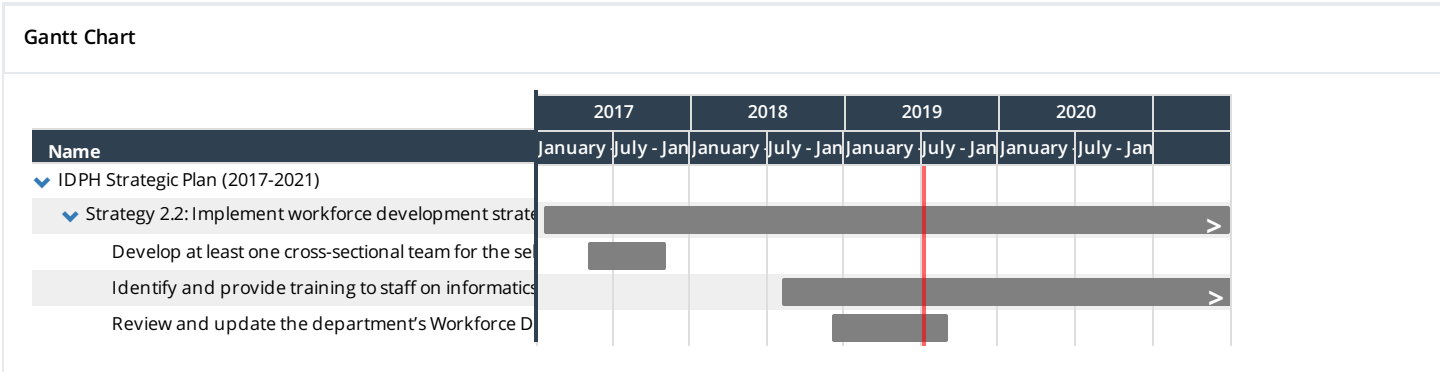 Gantt Chart
2017 2018 2019 2020
Name January - July - Jan January - July - Jan January - July - Jan January - July - Jan
IDPH Strategic Plan (2017-2021)
Strategy 2.2: Implement workforce development strate >
Develop at least one cross-sectional team for the sel
Identify and provide training to staff on informatics >
Review and update the department’s Workforce D